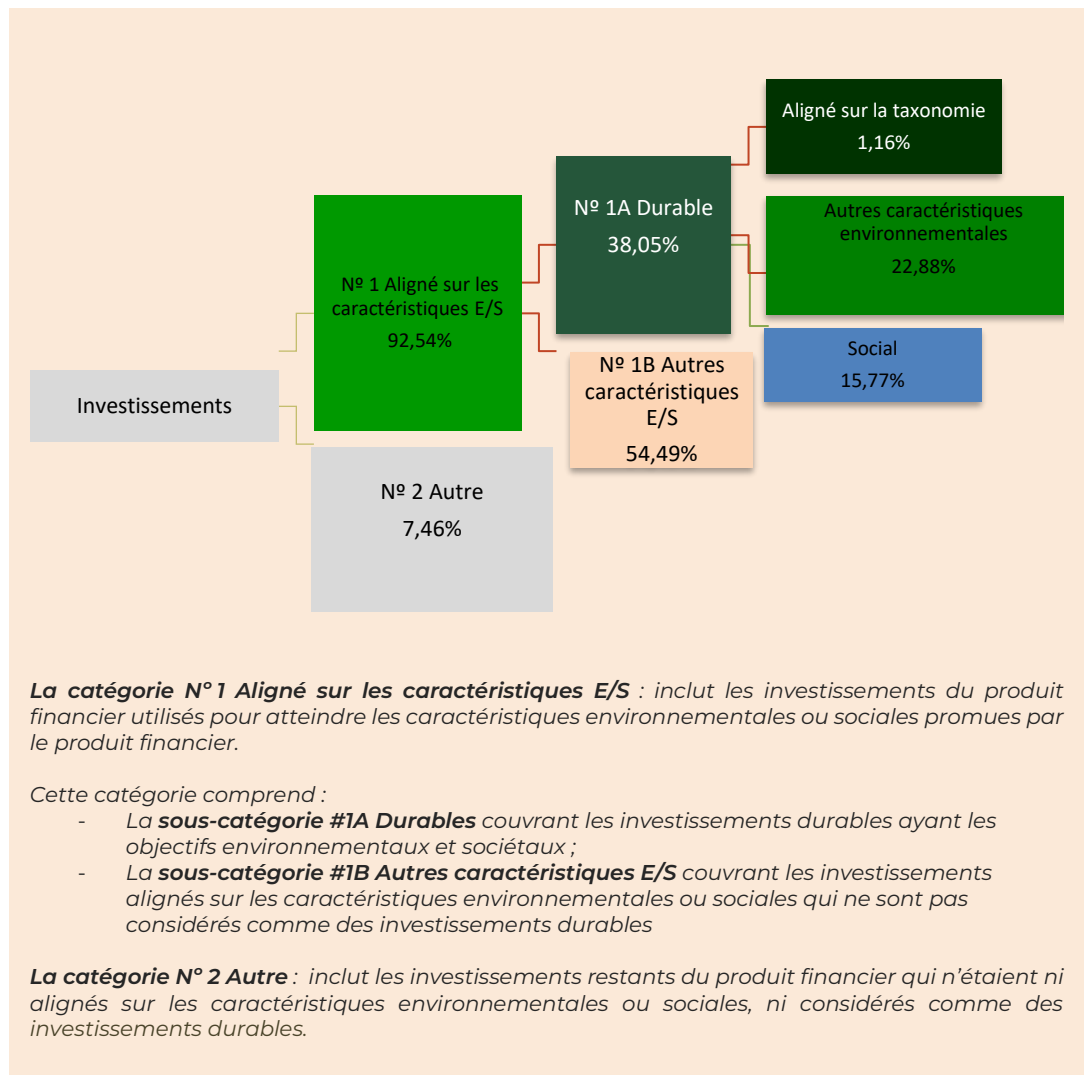 Aligné sur la taxonomie
1,16%
Nº 1A Durable
38,05%
Autres caractéristiques
environnementales
22,88%
Nº 1 Aligné sur les
caractéristiques E/S
92,54%
Social
15,77%
Nº 1B Autres
caractéristiques
E/S
54,49%
Investissements
Nº 2 Autre
7,46%
La catégorie Nº 1 Aligné sur les caractéristiques E/S : inclut les investissements du produit
financier utilisés pour atteindre les caractéristiques environnementales ou sociales promues par
le produit financier.
Cette catégorie comprend :
- La sous-catégorie #1A Durables couvrant les investissements durables ayant les
objectifs environnementaux et sociétaux ;
- La sous-catégorie #1B Autres caractéristiques E/S couvrant les investissements
alignés sur les caractéristiques environnementales ou sociales qui ne sont pas
considérés comme des investissements durables
La catégorie Nº 2 Autre : inclut les investissements restants du produit financier qui n’étaient ni
alignés sur les caractéristiques environnementales ou sociales, ni considérés comme des
investissements durables.